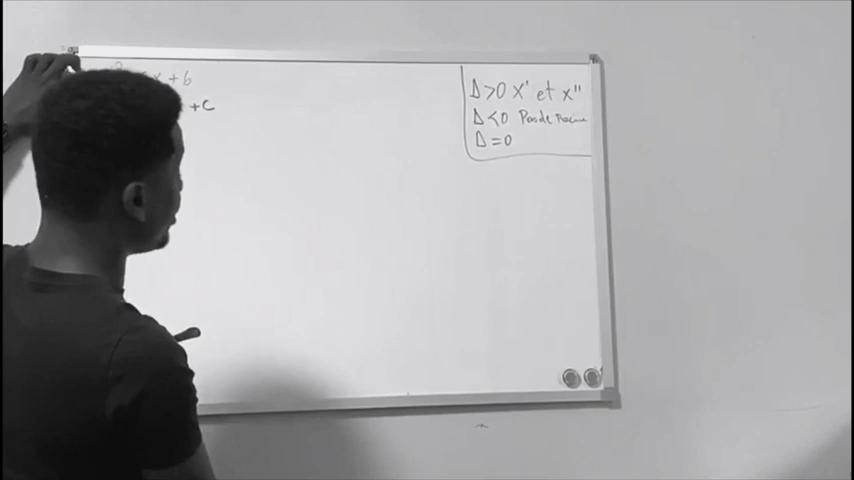 x + 6
+ c
Δ>0 x' et x"
Δ<0 Pas de Racine
Δ=0